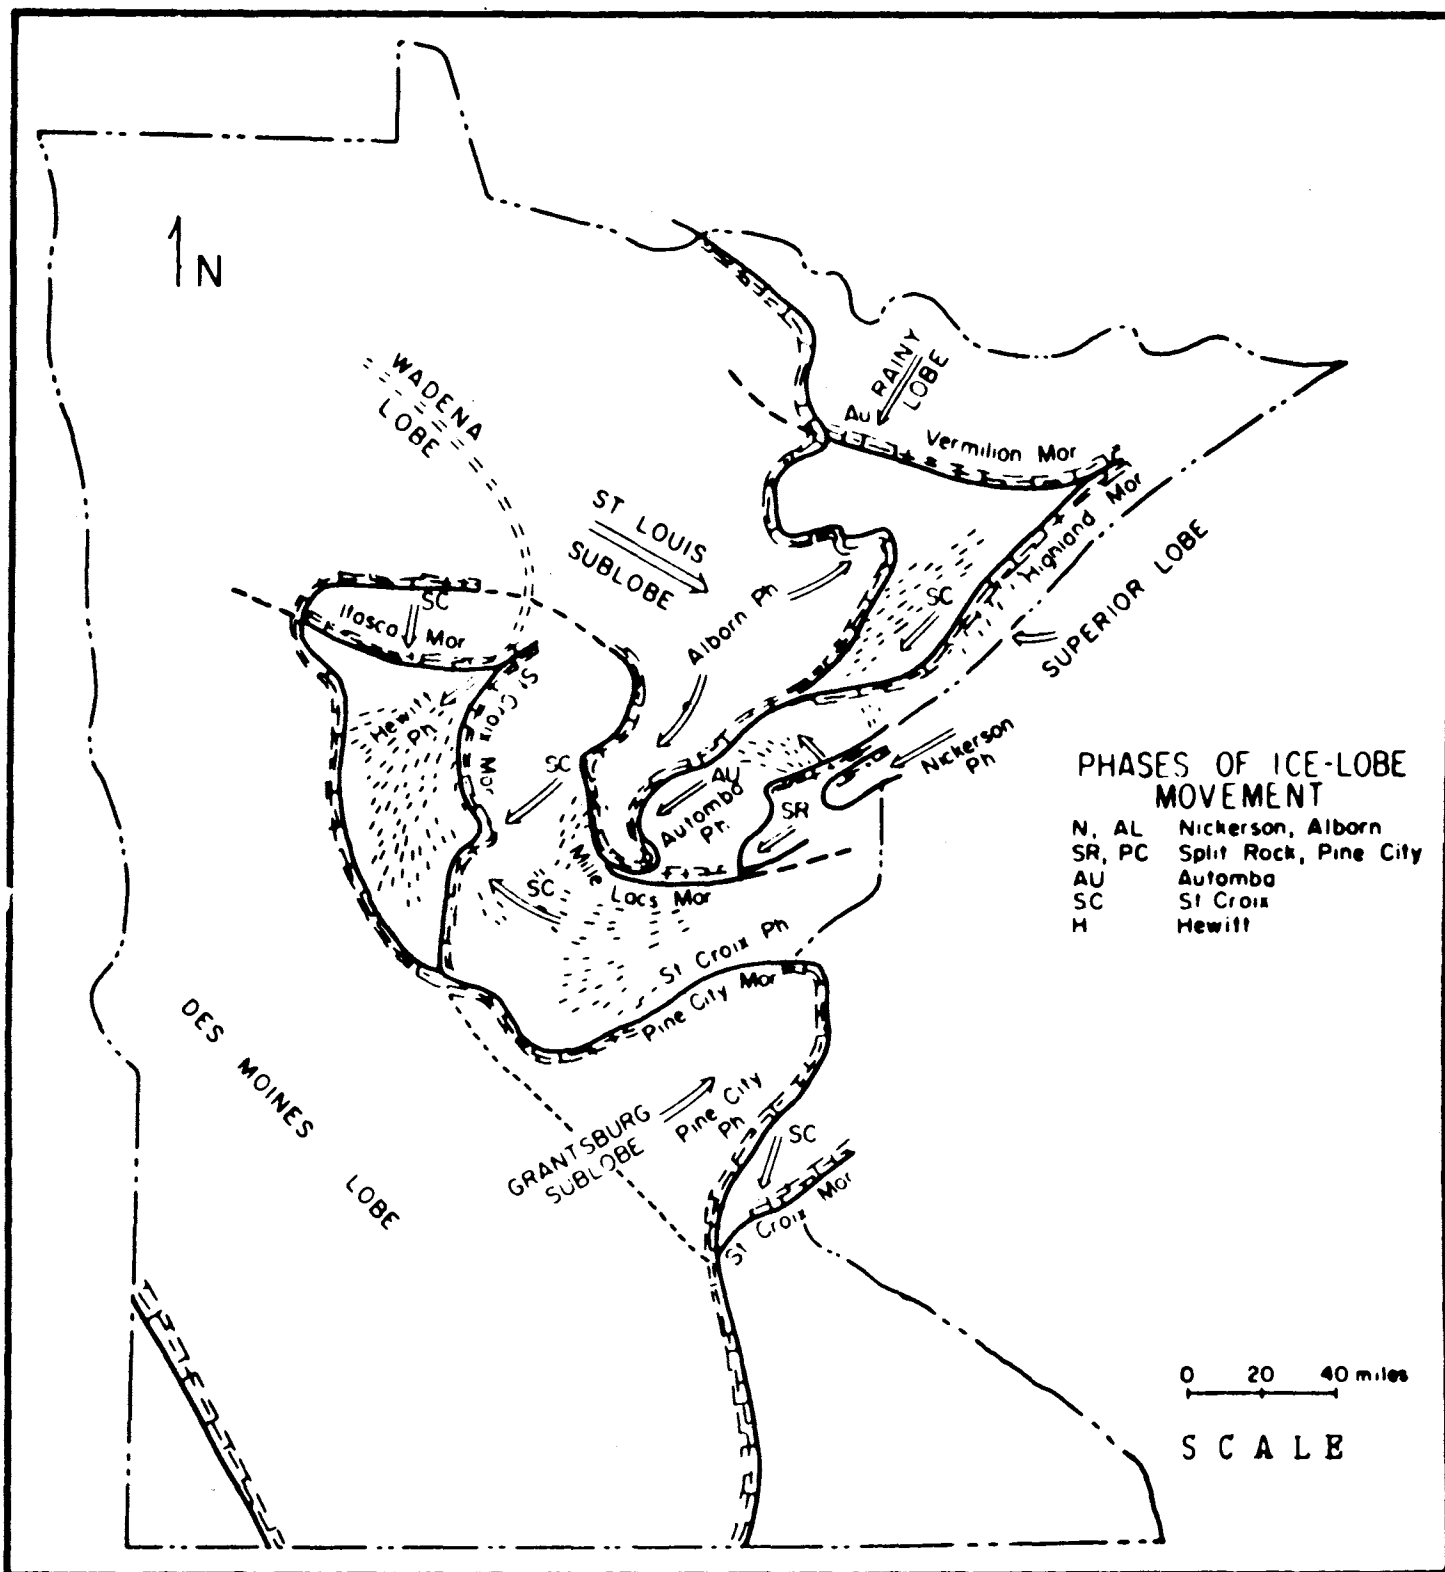 N
WADENA
LOBE
RAINY
LOBE
Au
Vermilion Mor
ST LOUIS
SUBLOBE
Highland Mor
SC
SUPERIOR LOBE
Alborn Ph
SC
Itasca Mor
St Croix Mor
Hewitt
Ph
SC
AU
Automba
Ph
SR
Nickerson
Ph
SC
Mille
Lacs Mor
St Croix Ph
Pine City Mor
PHASES OF ICE-LOBE
MOVEMENT
N, AL Nickerson, Alborn
SR, PC Split Rock, Pine City
AU Automba
SC St Croix
H Hewitt
DES MOINES
LOBE
GRANTSBURG
SUBLOBE
Pine City
Ph
SC
St Croix Mor
0 20 40 miles
SCALE